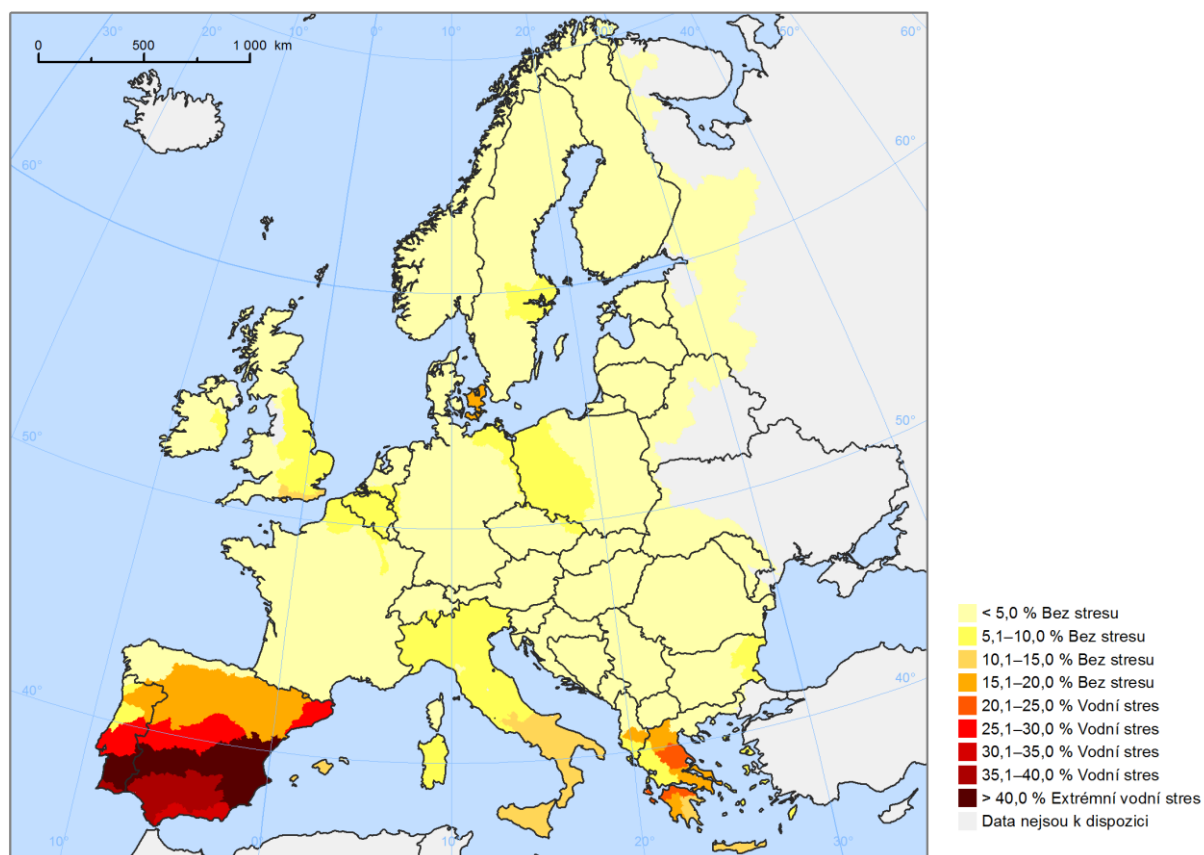 30° 20° 10° 0° 10° 20° 30° 40° 50° 60°
0 500 1 000 km
60°
60°
50°
50°
40°
40°
10° 0° 10° 20° 30°
< 5,0 % Bez stresu
5,1–10,0 % Bez stresu
10,1–15,0 % Bez stresu
15,1–20,0 % Bez stresu
20,1–25,0 % Vodní stres
25,1–30,0 % Vodní stres
30,1–35,0 % Vodní stres
35,1–40,0 % Vodní stres
> 40,0 % Extrémní vodní stres
Data nejsou k dispozici